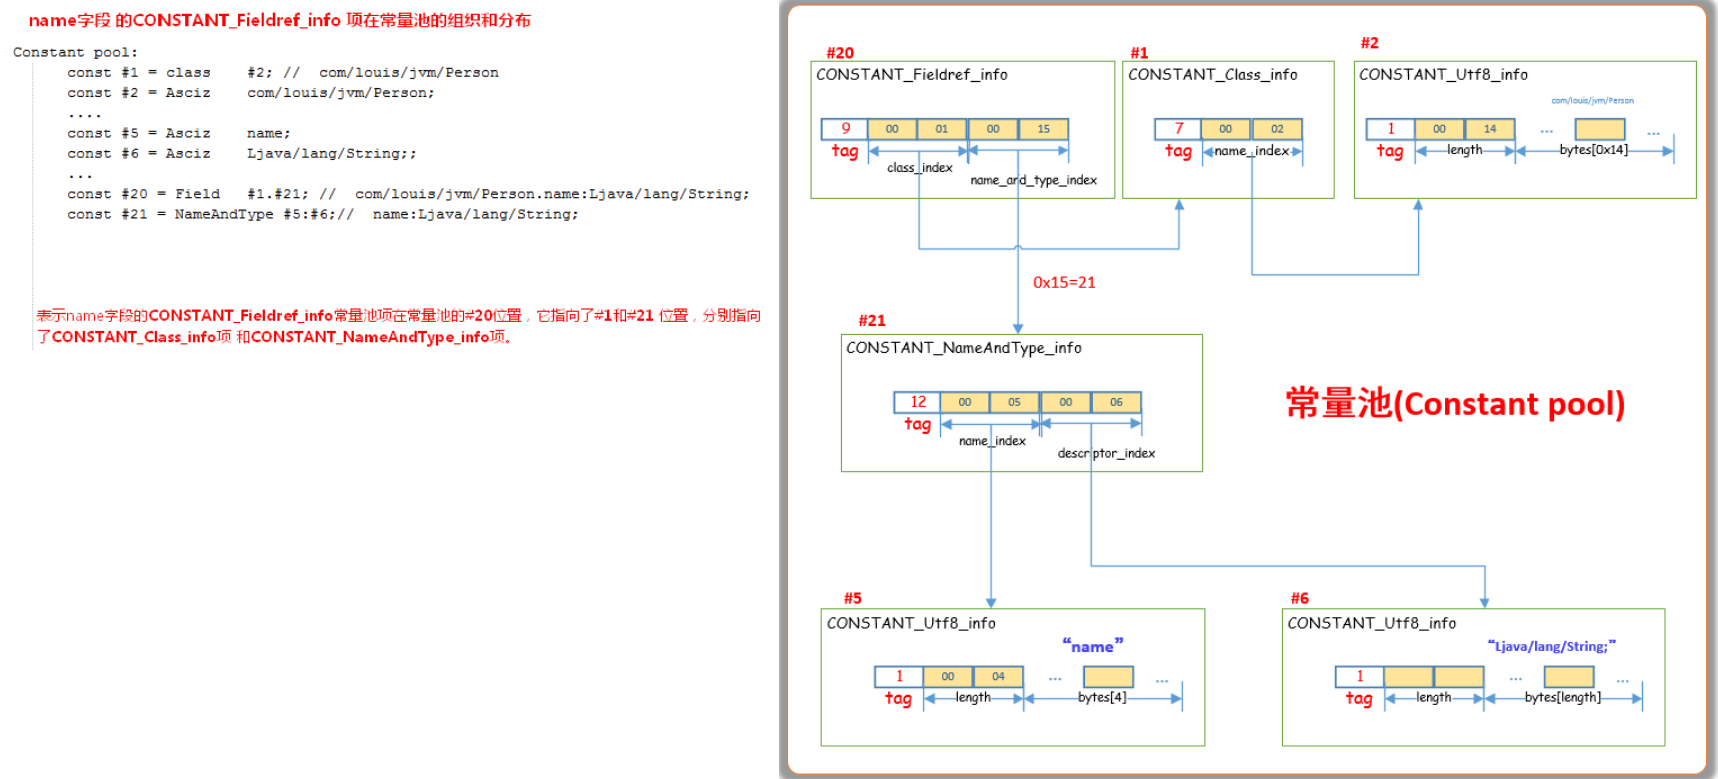 name字段 的CONSTANT_Fieldref_info 项在常量池的组织和分布
Constant pool:
const #1 = class #2; // com/louis/jvm/Person
const #2 = Asciz com/louis/jvm/Person;
....
const #5 = Asciz name;
const #6 = Asciz Ljava/lang/String;;
...
const #20 = Field #1.#21; // com/louis/jvm/Person.name:Ljava/lang/String;
const #21 = NameAndType #5:#6;// name:Ljava/lang/String;
表示name字段的CONSTANT_Fieldref_info常量池项在常量池的#20位置，它指向了#1和#21 位置，分别指向
了CONSTANT_Class_info项 和CONSTANT_NameAndType_info项。
#20
CONSTANT_Fieldref_info
9 00 01 00 15
tag
class_index
name_and_type_index
#1
CONSTANT_Class_info
7 00 02
tag name_index
#2
CONSTANT_Utf8_info
com/louis/jvm/Person
1 00 14 ... ...
tag length bytes[0x14]
0x15=21
#21
CONSTANT_NameAndType_info
12 00 05 00 06
tag
name_index
descriptor_index
常量池(Constant pool)
#5
CONSTANT_Utf8_info
“name”
1 00 04 ... ...
tag length bytes[4]
#6
CONSTANT_Utf8_info
“Ljava/lang/String;”
1 ... ...
tag length bytes[length]